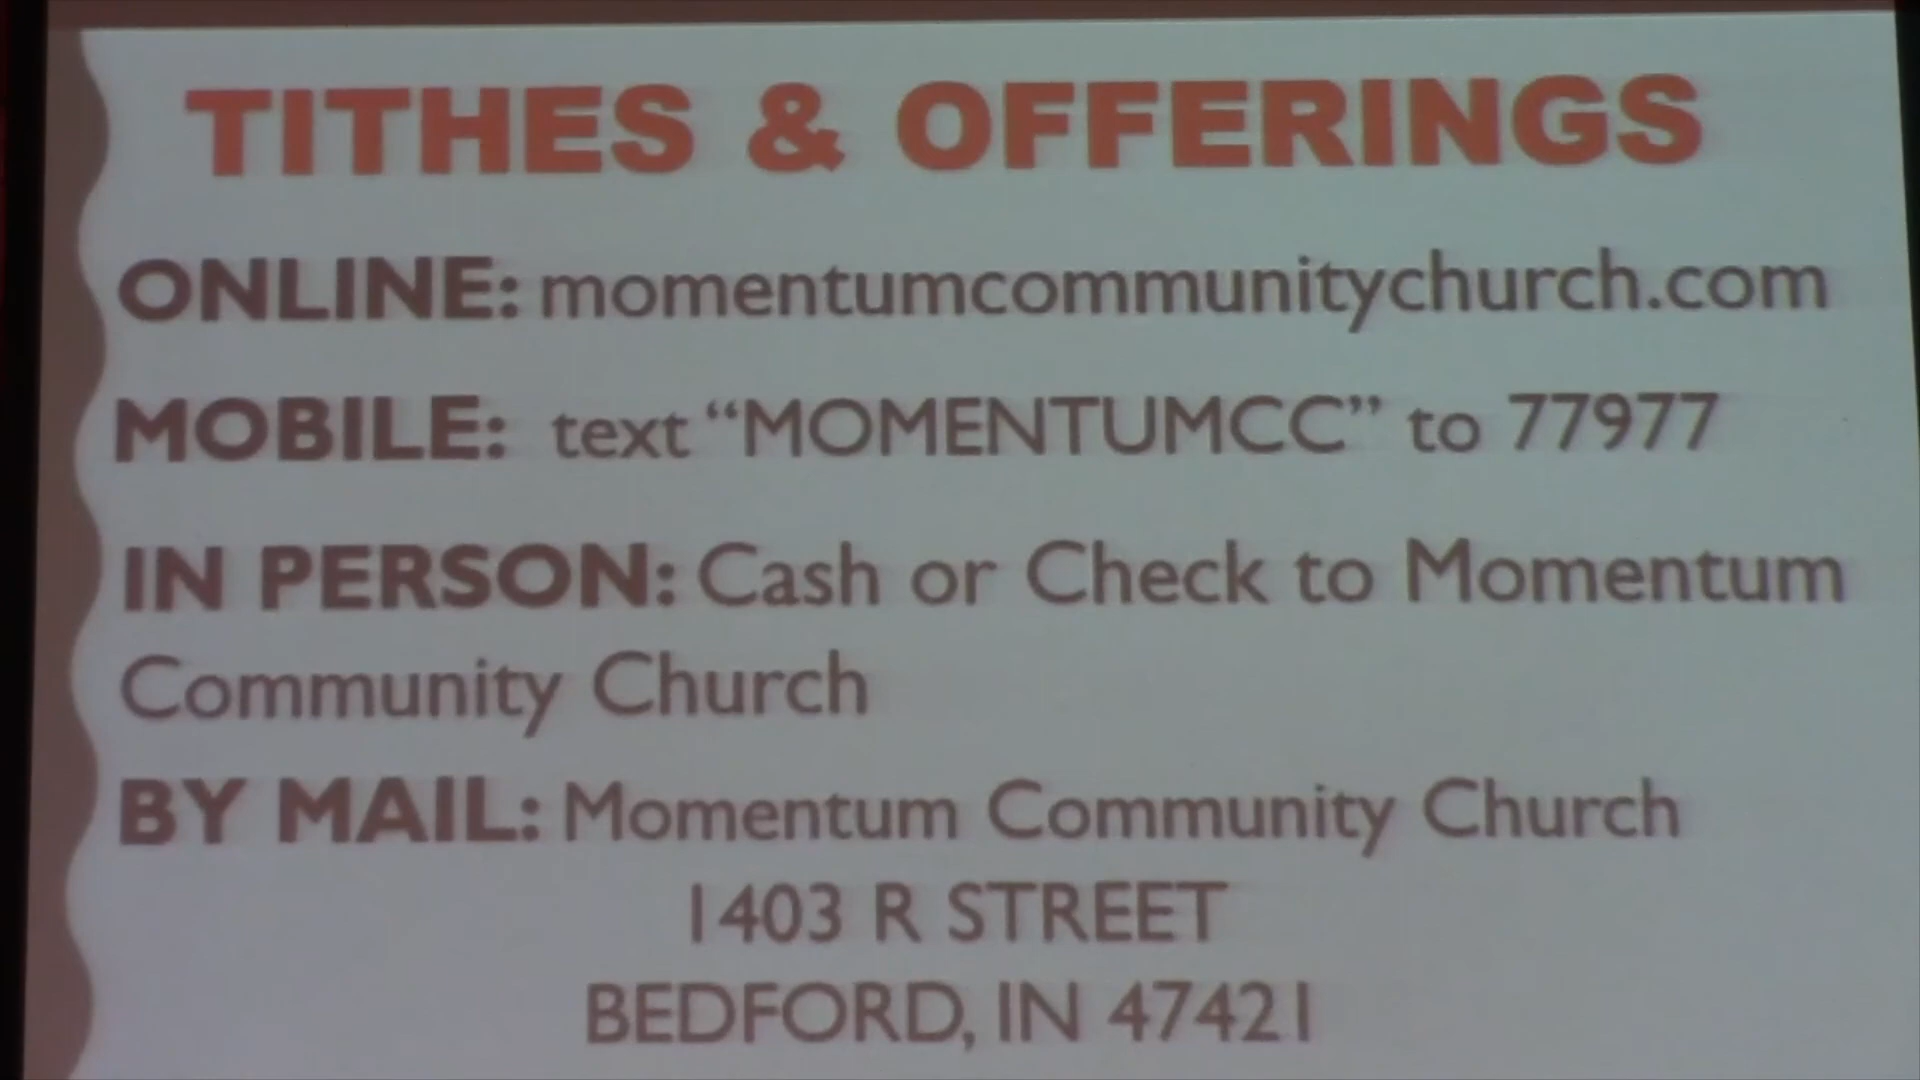 TITHES & OFFERINGS
ONLINE: momentumcommunitychurch.com
MOBILE: text “MOMENTUMCC” to 77977
IN PERSON: Cash or Check to Momentum
Community Church
BY MAIL: Momentum Community Church
1403 R STREET
BEDFORD, IN 47421